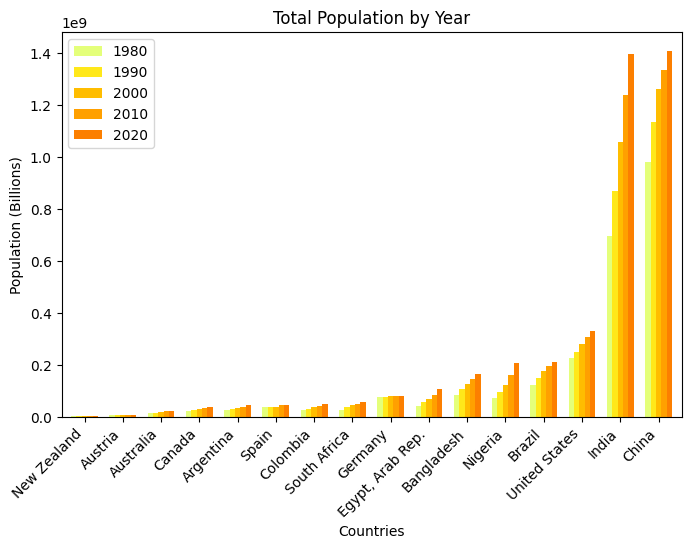 Total Population by Year
1e9
Population (Billions)
1.4
1.2
1.0
0.8
0.6
0.4
0.2
0.0
1980
1990
2000
2010
2020
New Zealand
Austria
Australia
Canada
Argentina
Spain
Colombia
South Africa
Germany
Egypt, Arab Rep.
Bangladesh
Nigeria
Brazil
United States
India
China
Countries